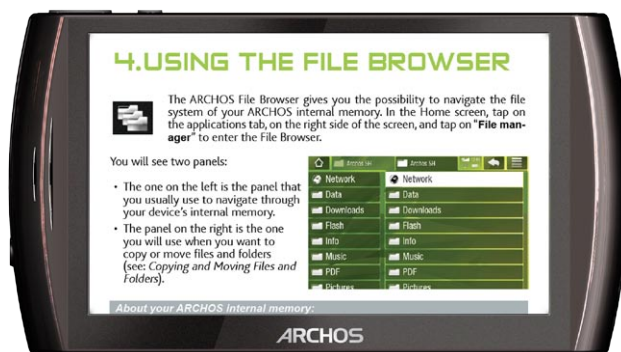 4.USING THE FILE BROWSER
The ARCHOS File Browser gives you the possibility to navigate the file
system of your ARCHOS internal memory. In the Home screen, tap on
the applications tab, on the right side of the screen, and tap on "File man-
ager" to enter the File Browser.
You will see two panels:
• The one on the left is the panel that
you usually use to navigate through
your device's internal memory.
• The panel on the right is the one
you will use when you want to
copy or move files and folders
(see: Copying and Moving Files and
Folders).
Archos 5H Archos 5H
Network Network
Data Data
Downloads Downloads
Flash Flash
Info Info
Music Music
PDF PDF
Pictures Pictures
About your ARCHOS internal memory:
ARCHOS